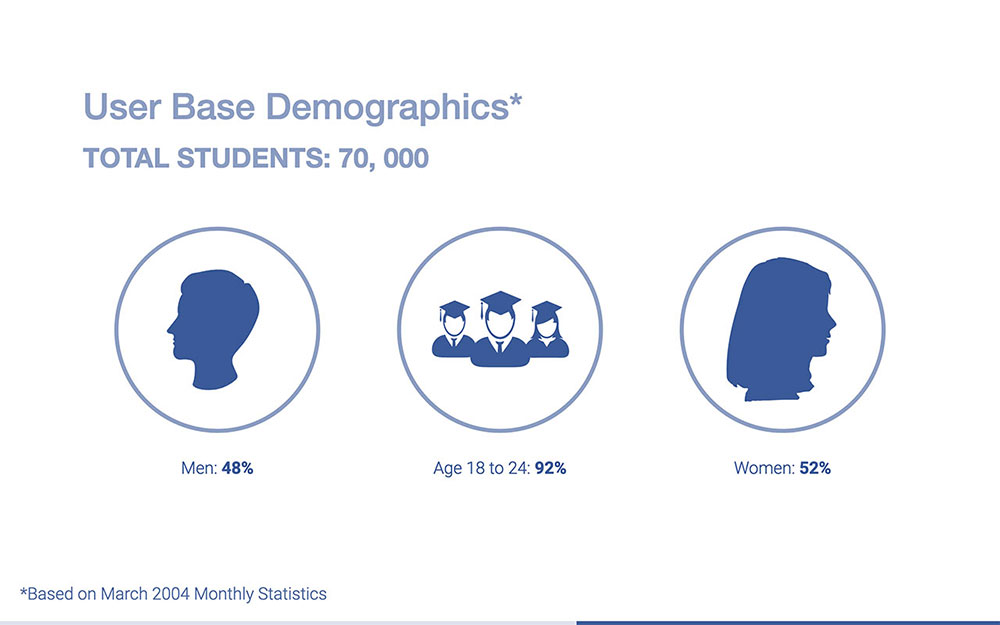 User Base Demographics*
TOTAL STUDENTS: 70, 000
Men: 48%
Age 18 to 24: 92%
Women: 52%
*Based on March 2004 Monthly Statistics